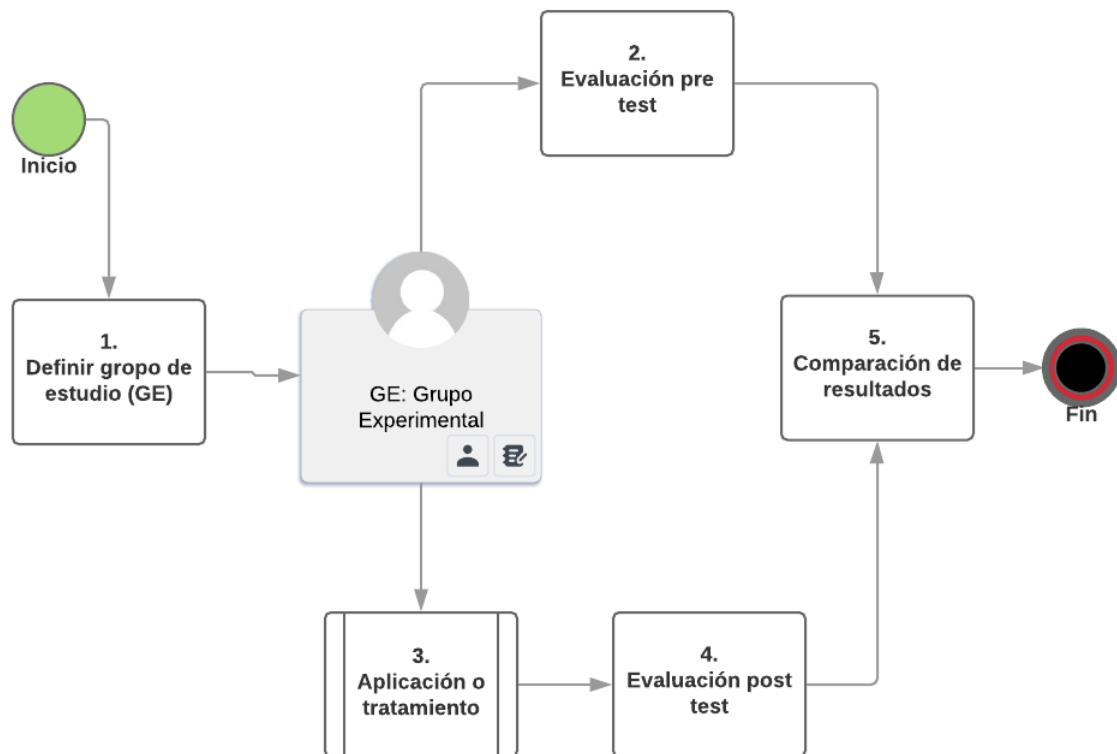 Inicio
1.
Definir gropo de
estudio (GE)
GE: Grupo
Experimental
2.
Evaluación pre
test
3.
Aplicación o
tratamiento
4.
Evaluación post
test
5.
Comparación de
resultados
Fin